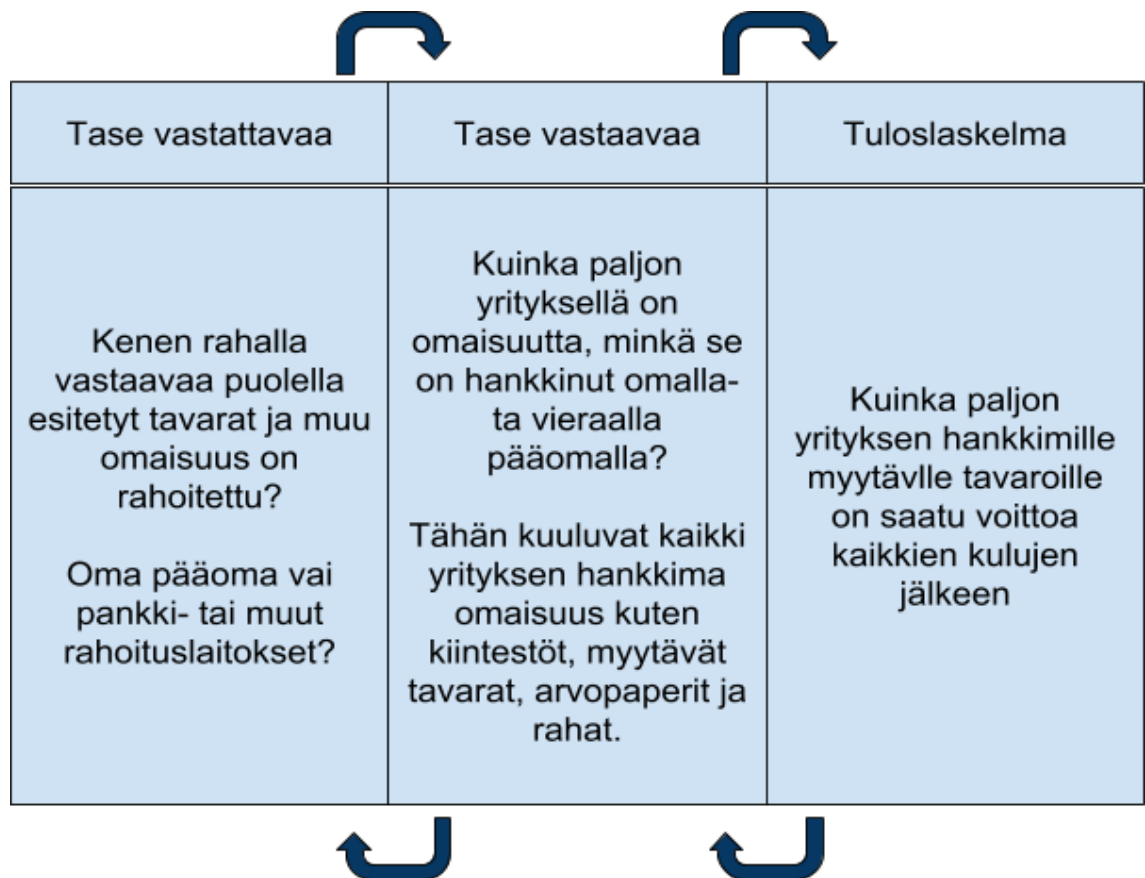 Tase vastattavaa
Tase vastaavaa
Tuloslaskelma
Kenen rahalla
vastaavaa puolella
esitetyt tavarat ja muu
omaisuus on
rahoitettu?
Oma pääoma vai
pankki- tai muut
rahoituslaitokset?
Kuinka paljon
yrityksellä on
omaisuutta, minkä se
on hankkinut omalla-
ta vieraalla
pääomalla?
Tähän kuuluvat kaikki
yrityksen hankkima
omaisuus kuten
kiintestöt, myytävät
tavarat, arvopaperit ja
rahat.
Kuinka paljon
yrityksen hankkimille
myytävlle tavaroille
on saatu voittoa
kaikkien kulujen
jälkeen